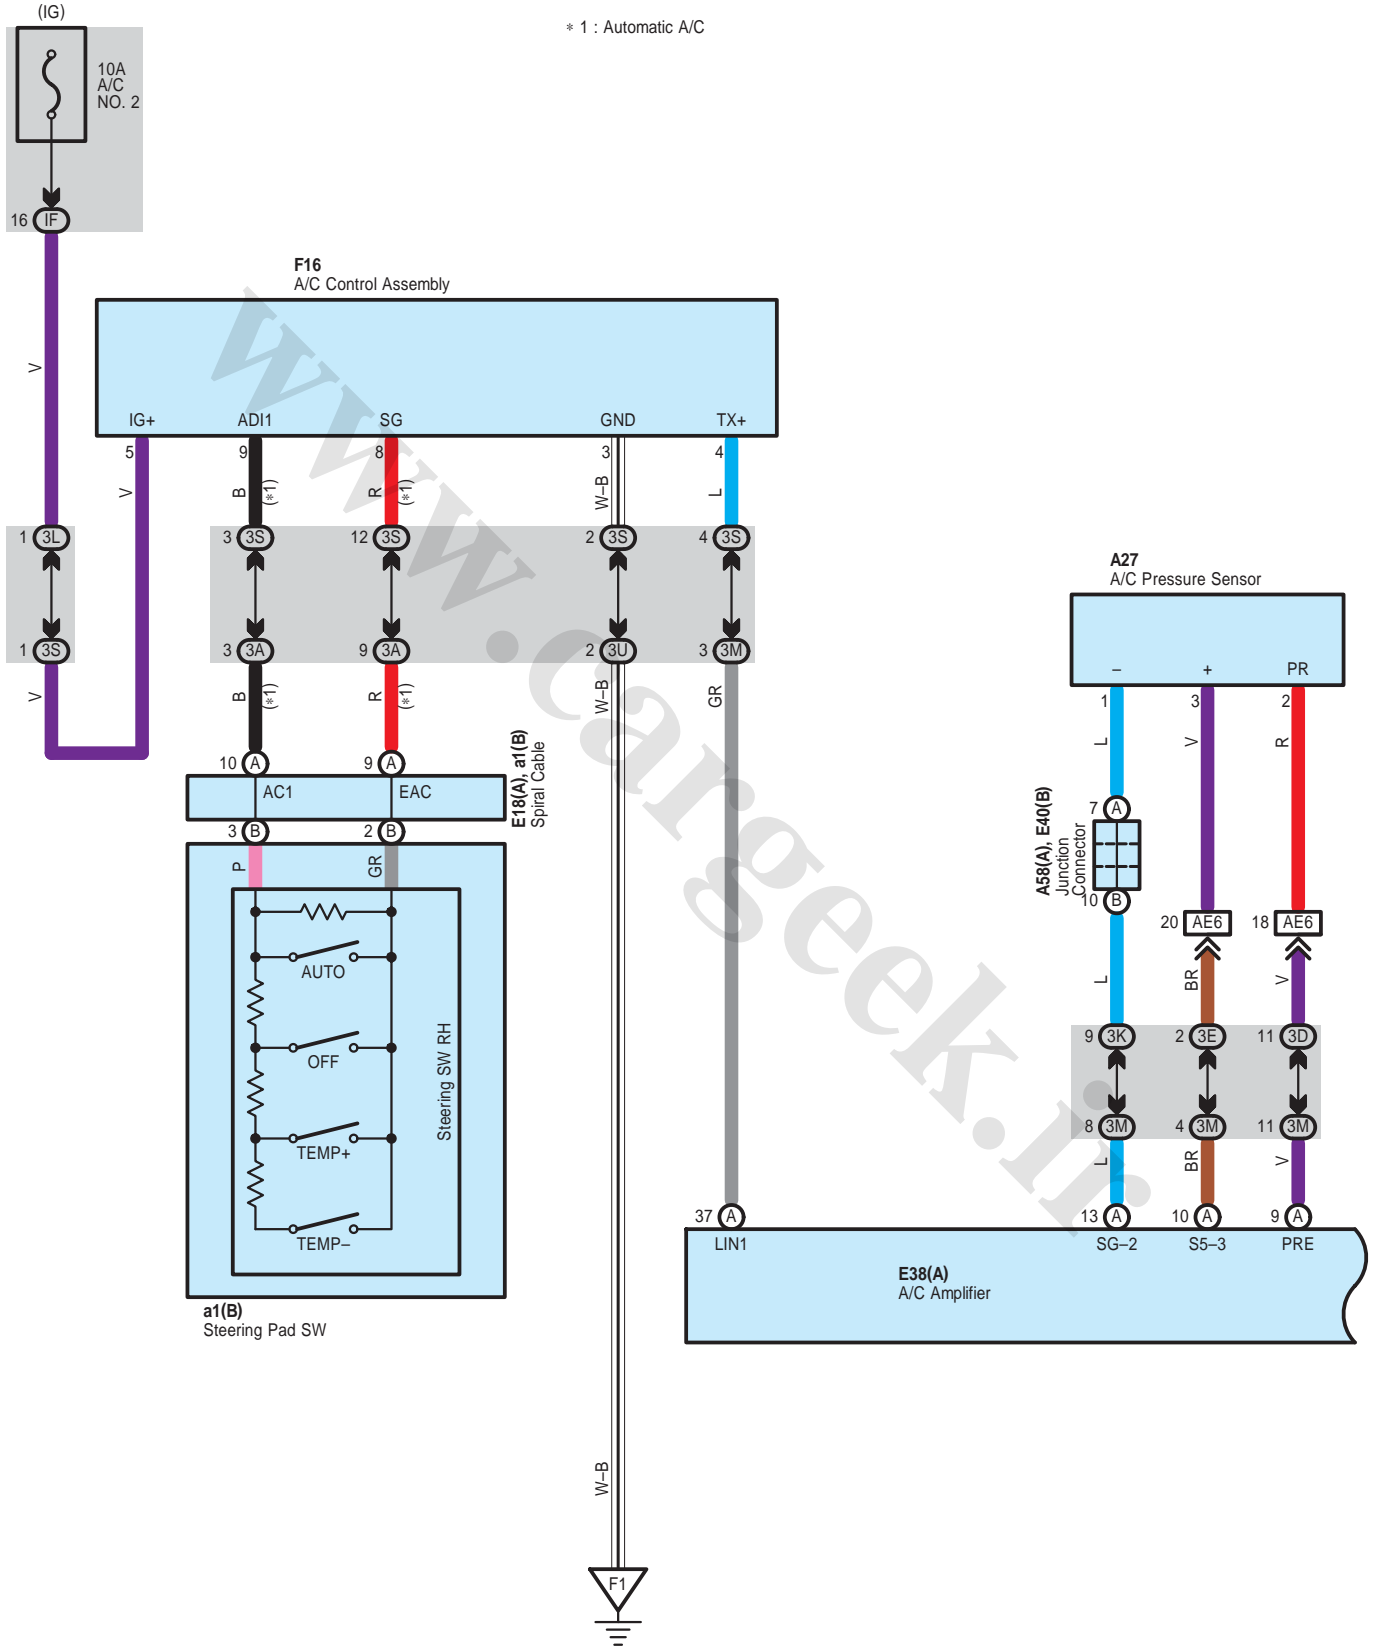 (IG)
* 1 : Automatic A/C
10A
A/C
NO. 2
16 IF
V
F16
A/C Control Assembly
IG+ ADI1 SG GND TX+
5 9 8 3 4
V B (*1) R (*1) W–B L
1 3L 3 3S 12 3S 2 3S 4 3S
1 3S 3 3A 9 3A 2 3U 3 3M
V B (*1) R (*1) W–B GR
10 A 9 A
AC1 EAC
E18(A), a1(B)
Spiral Cable
3 B 2 B
P GR
AUTO
OFF
TEMP+
TEMP–
Steering SW RH
a1(B)
Steering Pad SW
A27
A/C Pressure Sensor
– + PR
1 3 2
L V R
7 A
A58(A), E40(B)
Junction
Connector
10 B
20 AE6 18 AE6
L BR V
9 3K 2 3E 11 3D
8 3M 4 3M 11 3M
L BR V
37 A 13 A 10 A 9 A
LIN1 SG–2 S5–3 PRE
E38(A)
A/C Amplifier
W–B
F1
www.cargeek.ir